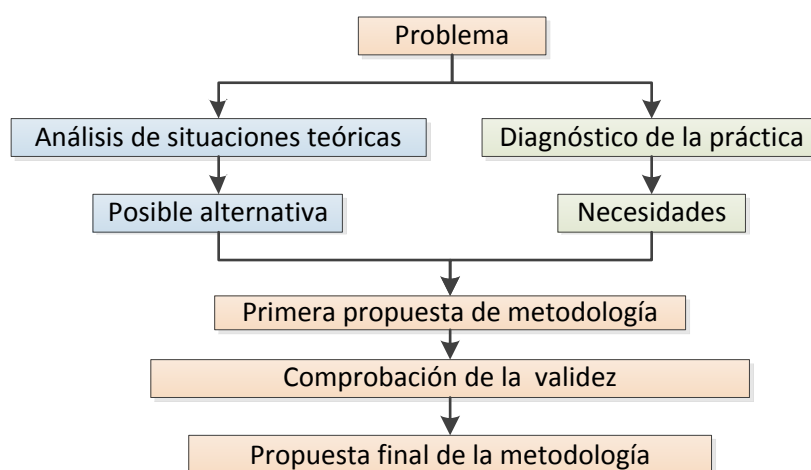 Problema
Análisis de situaciones teóricas
Diagnóstico de la práctica
Posible alternativa
Necesidades
Primera propuesta de metodología
Comprobación de la validez
Propuesta final de la metodología